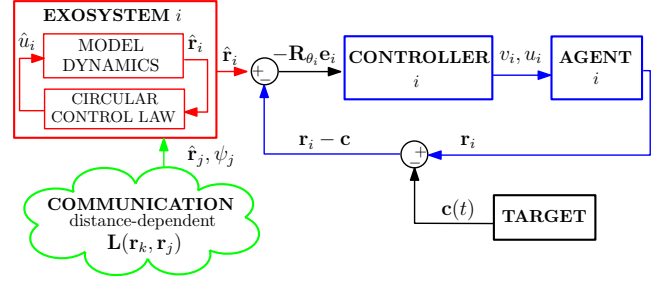 EXOSYSTEM i
û_i
MODEL
DYNAMICS
r̂_i
CIRCULAR
CONTROL LAW
r̂_i
+
−
−R_{θ_i} e_i
CONTROLLER
i
v_i, u_i
AGENT
i
r_i − c
+
−
r_i
r̂_j, ψ_j
COMMUNICATION
distance-dependent
L(r_k, r_j)
c(t)
TARGET